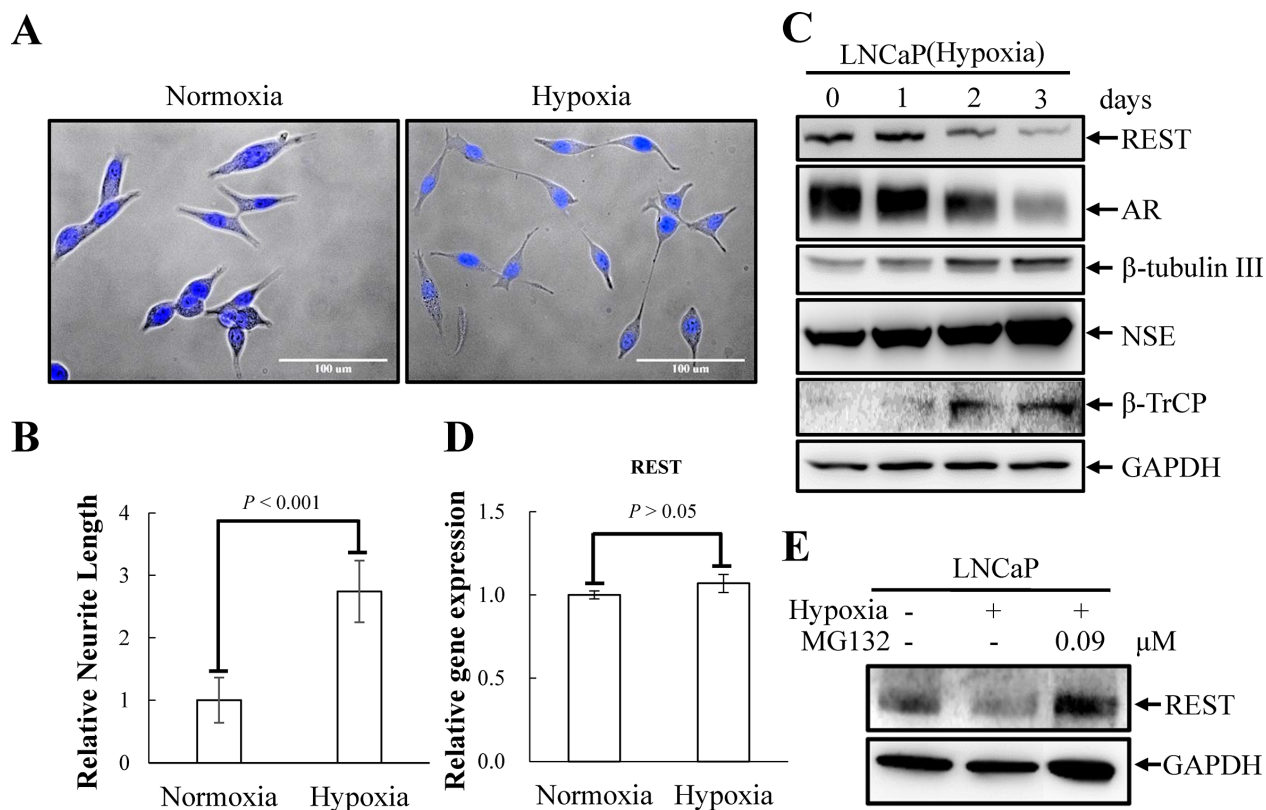 A
Normoxia
Hypoxia
100 um
100 um
B
Relative Neurite Length
4
3
2
1
0
P < 0.001
Normoxia
Hypoxia
C
LNCaP(Hypoxia)
0 1 2 3 days
REST
AR
β-tubulin III
NSE
β-TrCP
GAPDH
D
REST
Relative gene expression
1.5
1.0
0.5
0.0
P > 0.05
Normoxia
Hypoxia
E
LNCaP
Hypoxia - + +
MG132 - - 0.09 μM
REST
GAPDH